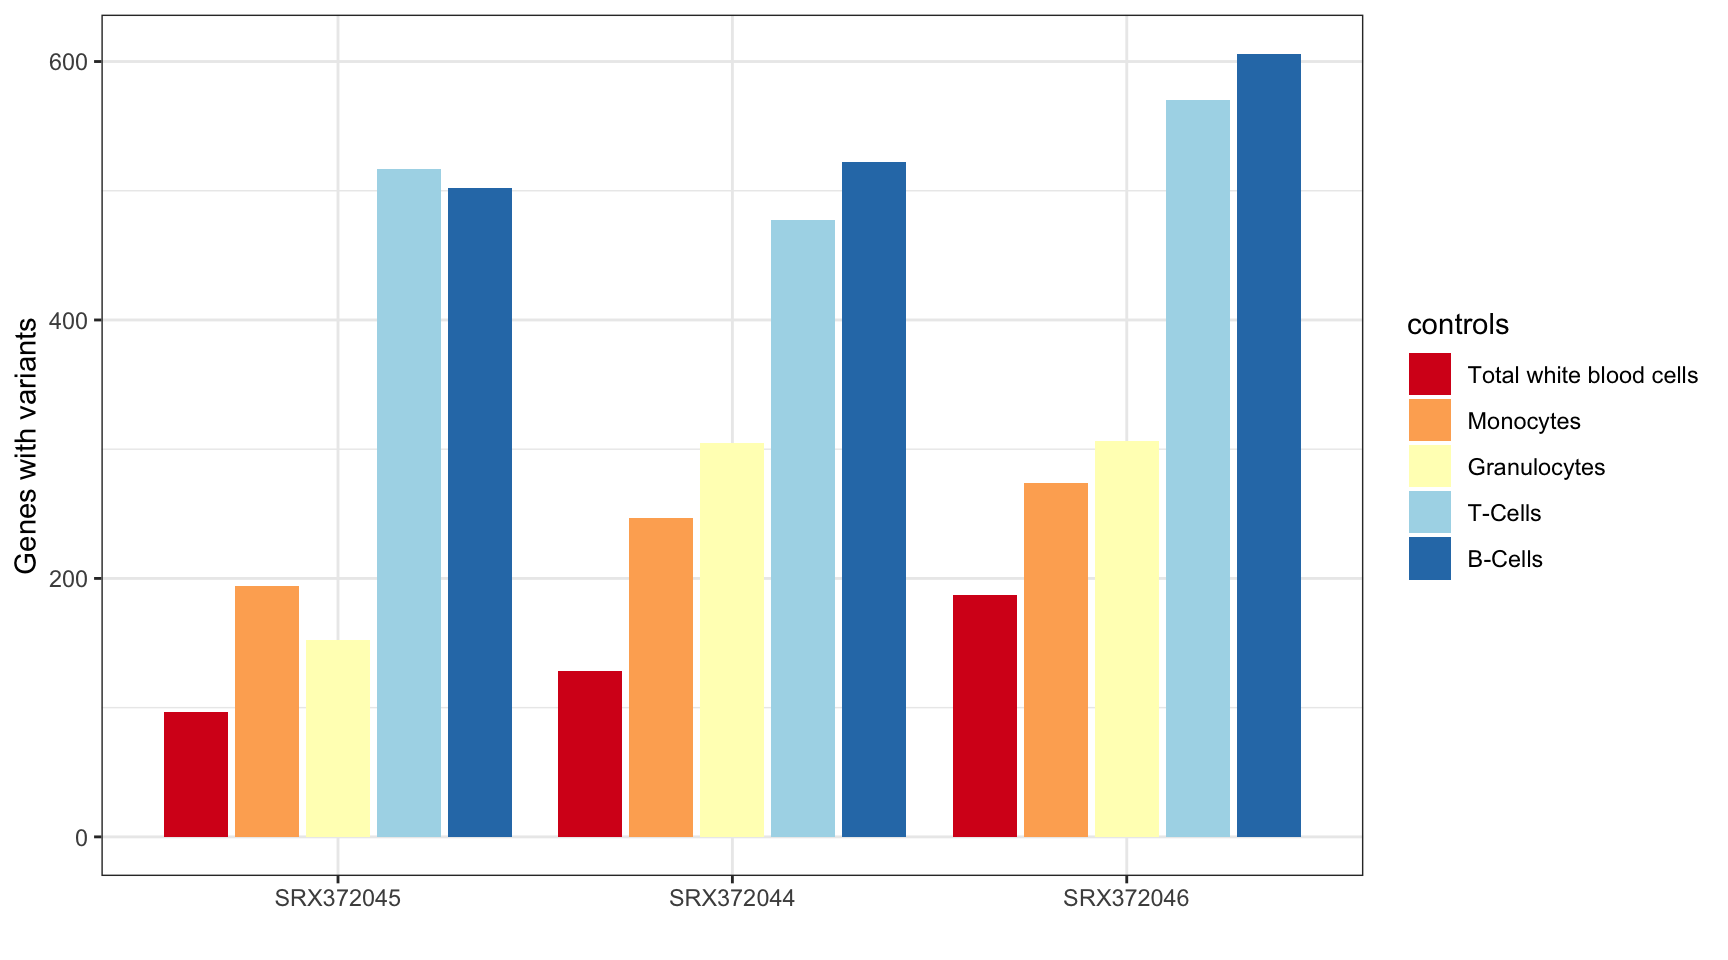 Genes with variants
600
400
200
0
SRX372045
SRX372044
SRX372046
controls
Total white blood cells
Monocytes
Granulocytes
T-Cells
B-Cells